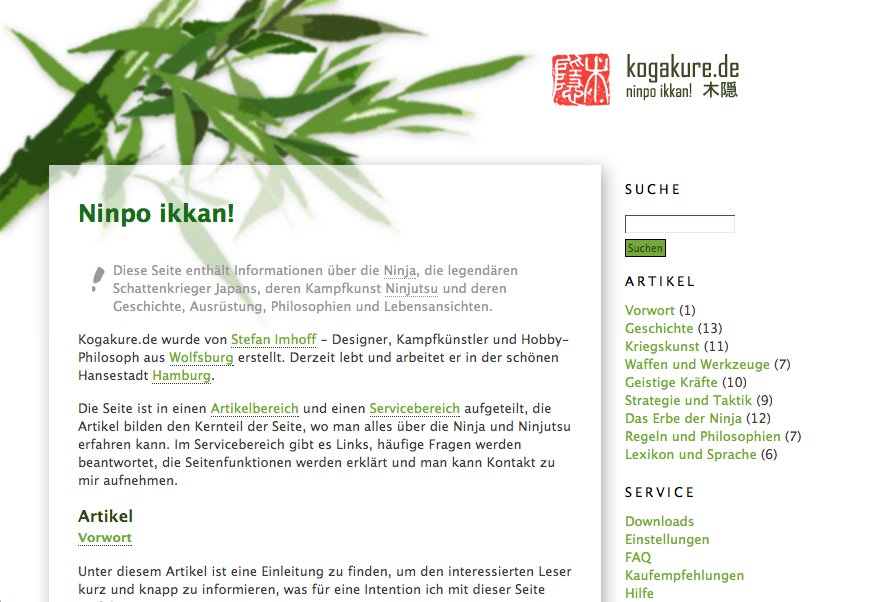 kogakure.de
ninpo ikkan! 木隠
Ninpo ikkan!
Diese Seite enthält Informationen über die Ninja, die legendären
Schattenkrieger Japans, deren Kampfkunst Ninjutsu und deren
Geschichte, Ausrüstung, Philosophien und Lebensansichten.
Kogakure.de wurde von Stefan Imhoff – Designer, Kampfkünstler und Hobby-
Philosoph aus Wolfsburg erstellt. Derzeit lebt und arbeitet er in der schönen
Hansestadt Hamburg.
Die Seite ist in einen Artikelbereich und einen Servicebereich aufgeteilt, die
Artikel bilden den Kernteil der Seite, wo man alles über die Ninja und Ninjutsu
erfahren kann. Im Servicebereich gibt es Links, häufige Fragen werden
beantwortet, die Seitenfunktionen werden erklärt und man kann Kontakt zu
mir aufnehmen.
Artikel
Vorwort
Unter diesem Artikel ist eine Einleitung zu finden, um den interessierten Leser
kurz und knapp zu informieren, was für eine Intention ich mit dieser Seite
SUCHE
Suchen
ARTIKEL
Vorwort (1)
Geschichte (13)
Kriegskunst (11)
Waffen und Werkzeuge (7)
Geistige Kräfte (10)
Strategie und Taktik (9)
Das Erbe der Ninja (12)
Regeln und Philosophien (7)
Lexikon und Sprache (6)
SERVICE
Downloads
Einstellungen
FAQ
Kaufempfehlungen
Hilfe